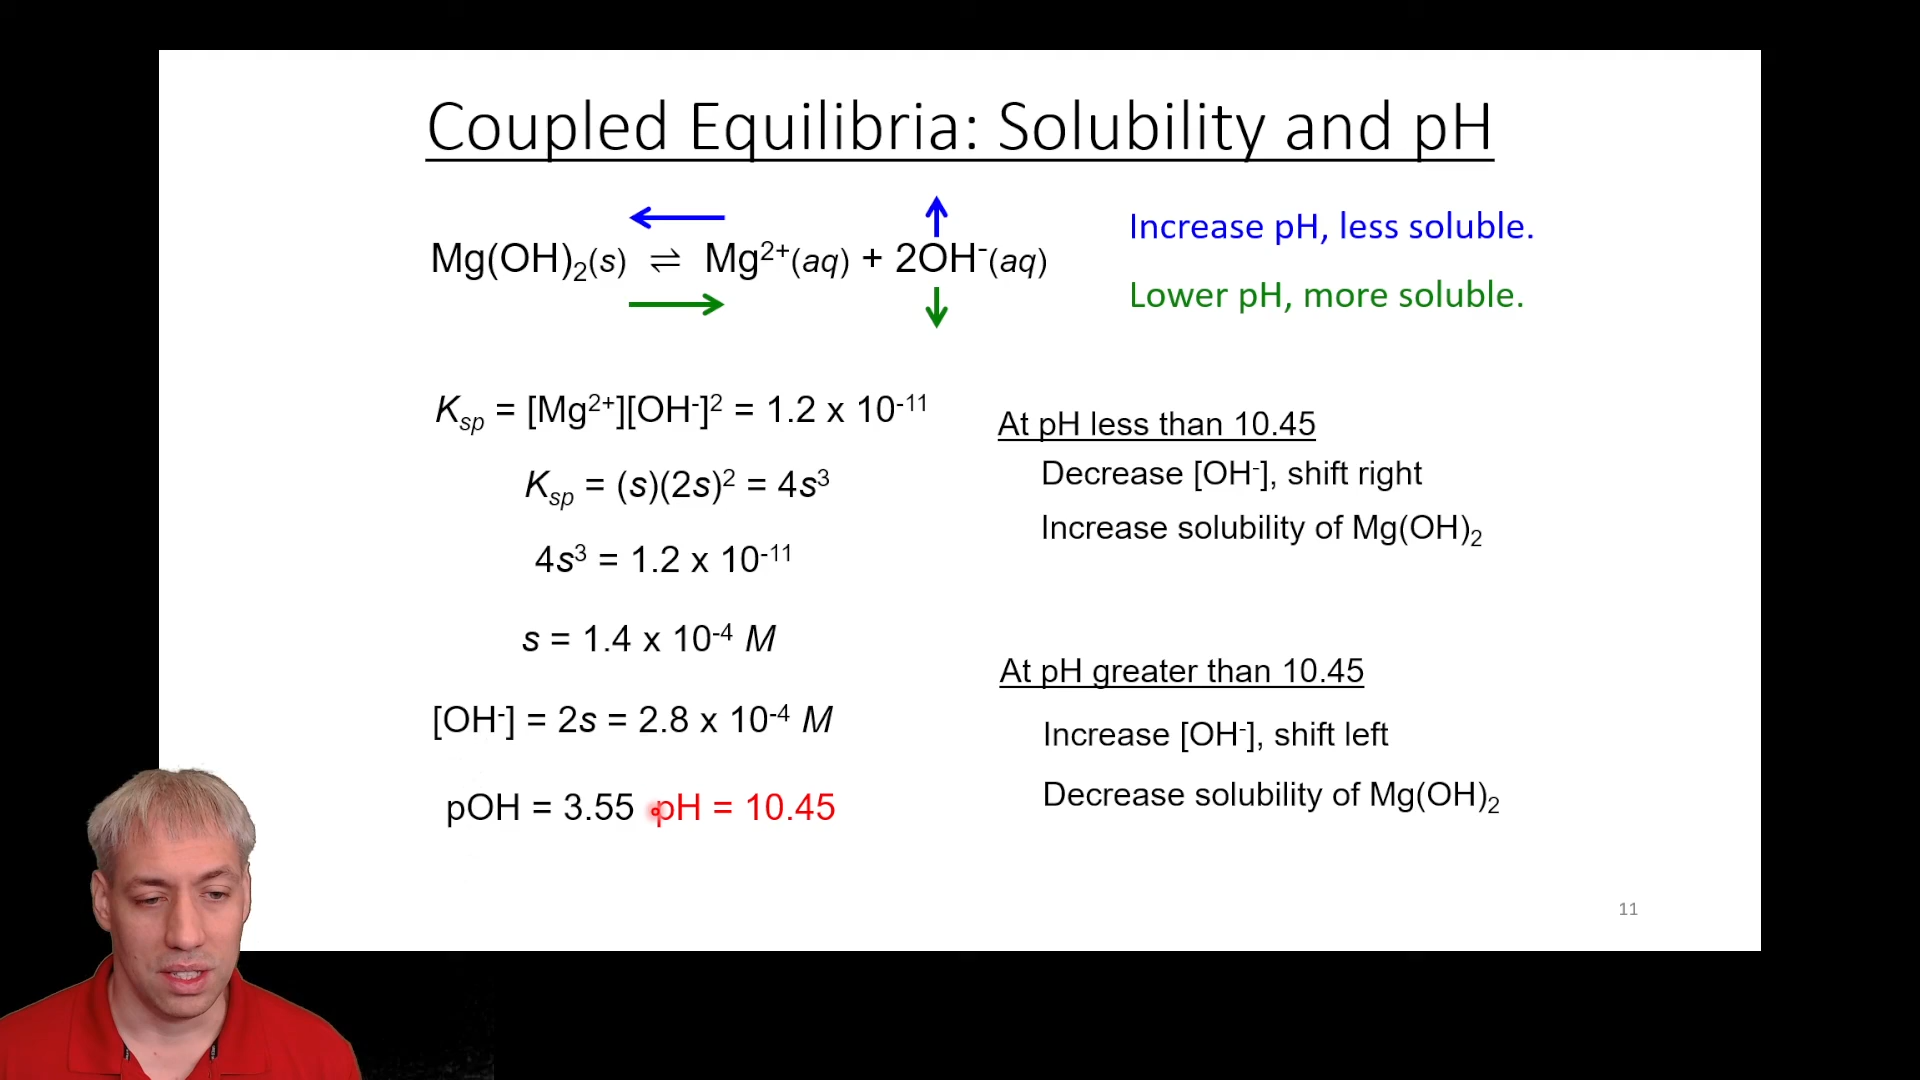 Coupled Equilibria: Solubility and pH
Mg(OH)₂(s) ⇌ Mg²⁺(aq) + 2OH⁻(aq)
Increase pH, less soluble.
Lower pH, more soluble.
Kₛₚ = [Mg²⁺][OH⁻]² = 1.2 x 10⁻¹¹
Kₛₚ = (s)(2s)² = 4s³
4s³ = 1.2 x 10⁻¹¹
s = 1.4 x 10⁻⁴ M
[OH⁻] = 2s = 2.8 x 10⁻⁴ M
pOH = 3.55 pH = 10.45
At pH less than 10.45
Decrease [OH⁻], shift right
Increase solubility of Mg(OH)₂
At pH greater than 10.45
Increase [OH⁻], shift left
Decrease solubility of Mg(OH)₂
11